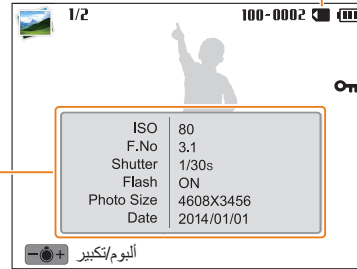 1/2 100-0002
ISO 80
F.No 3.1
Shutter 1/30s
Flash ON
Photo Size 4608X3456
Date 2014/01/01
ألبوم/تكبير